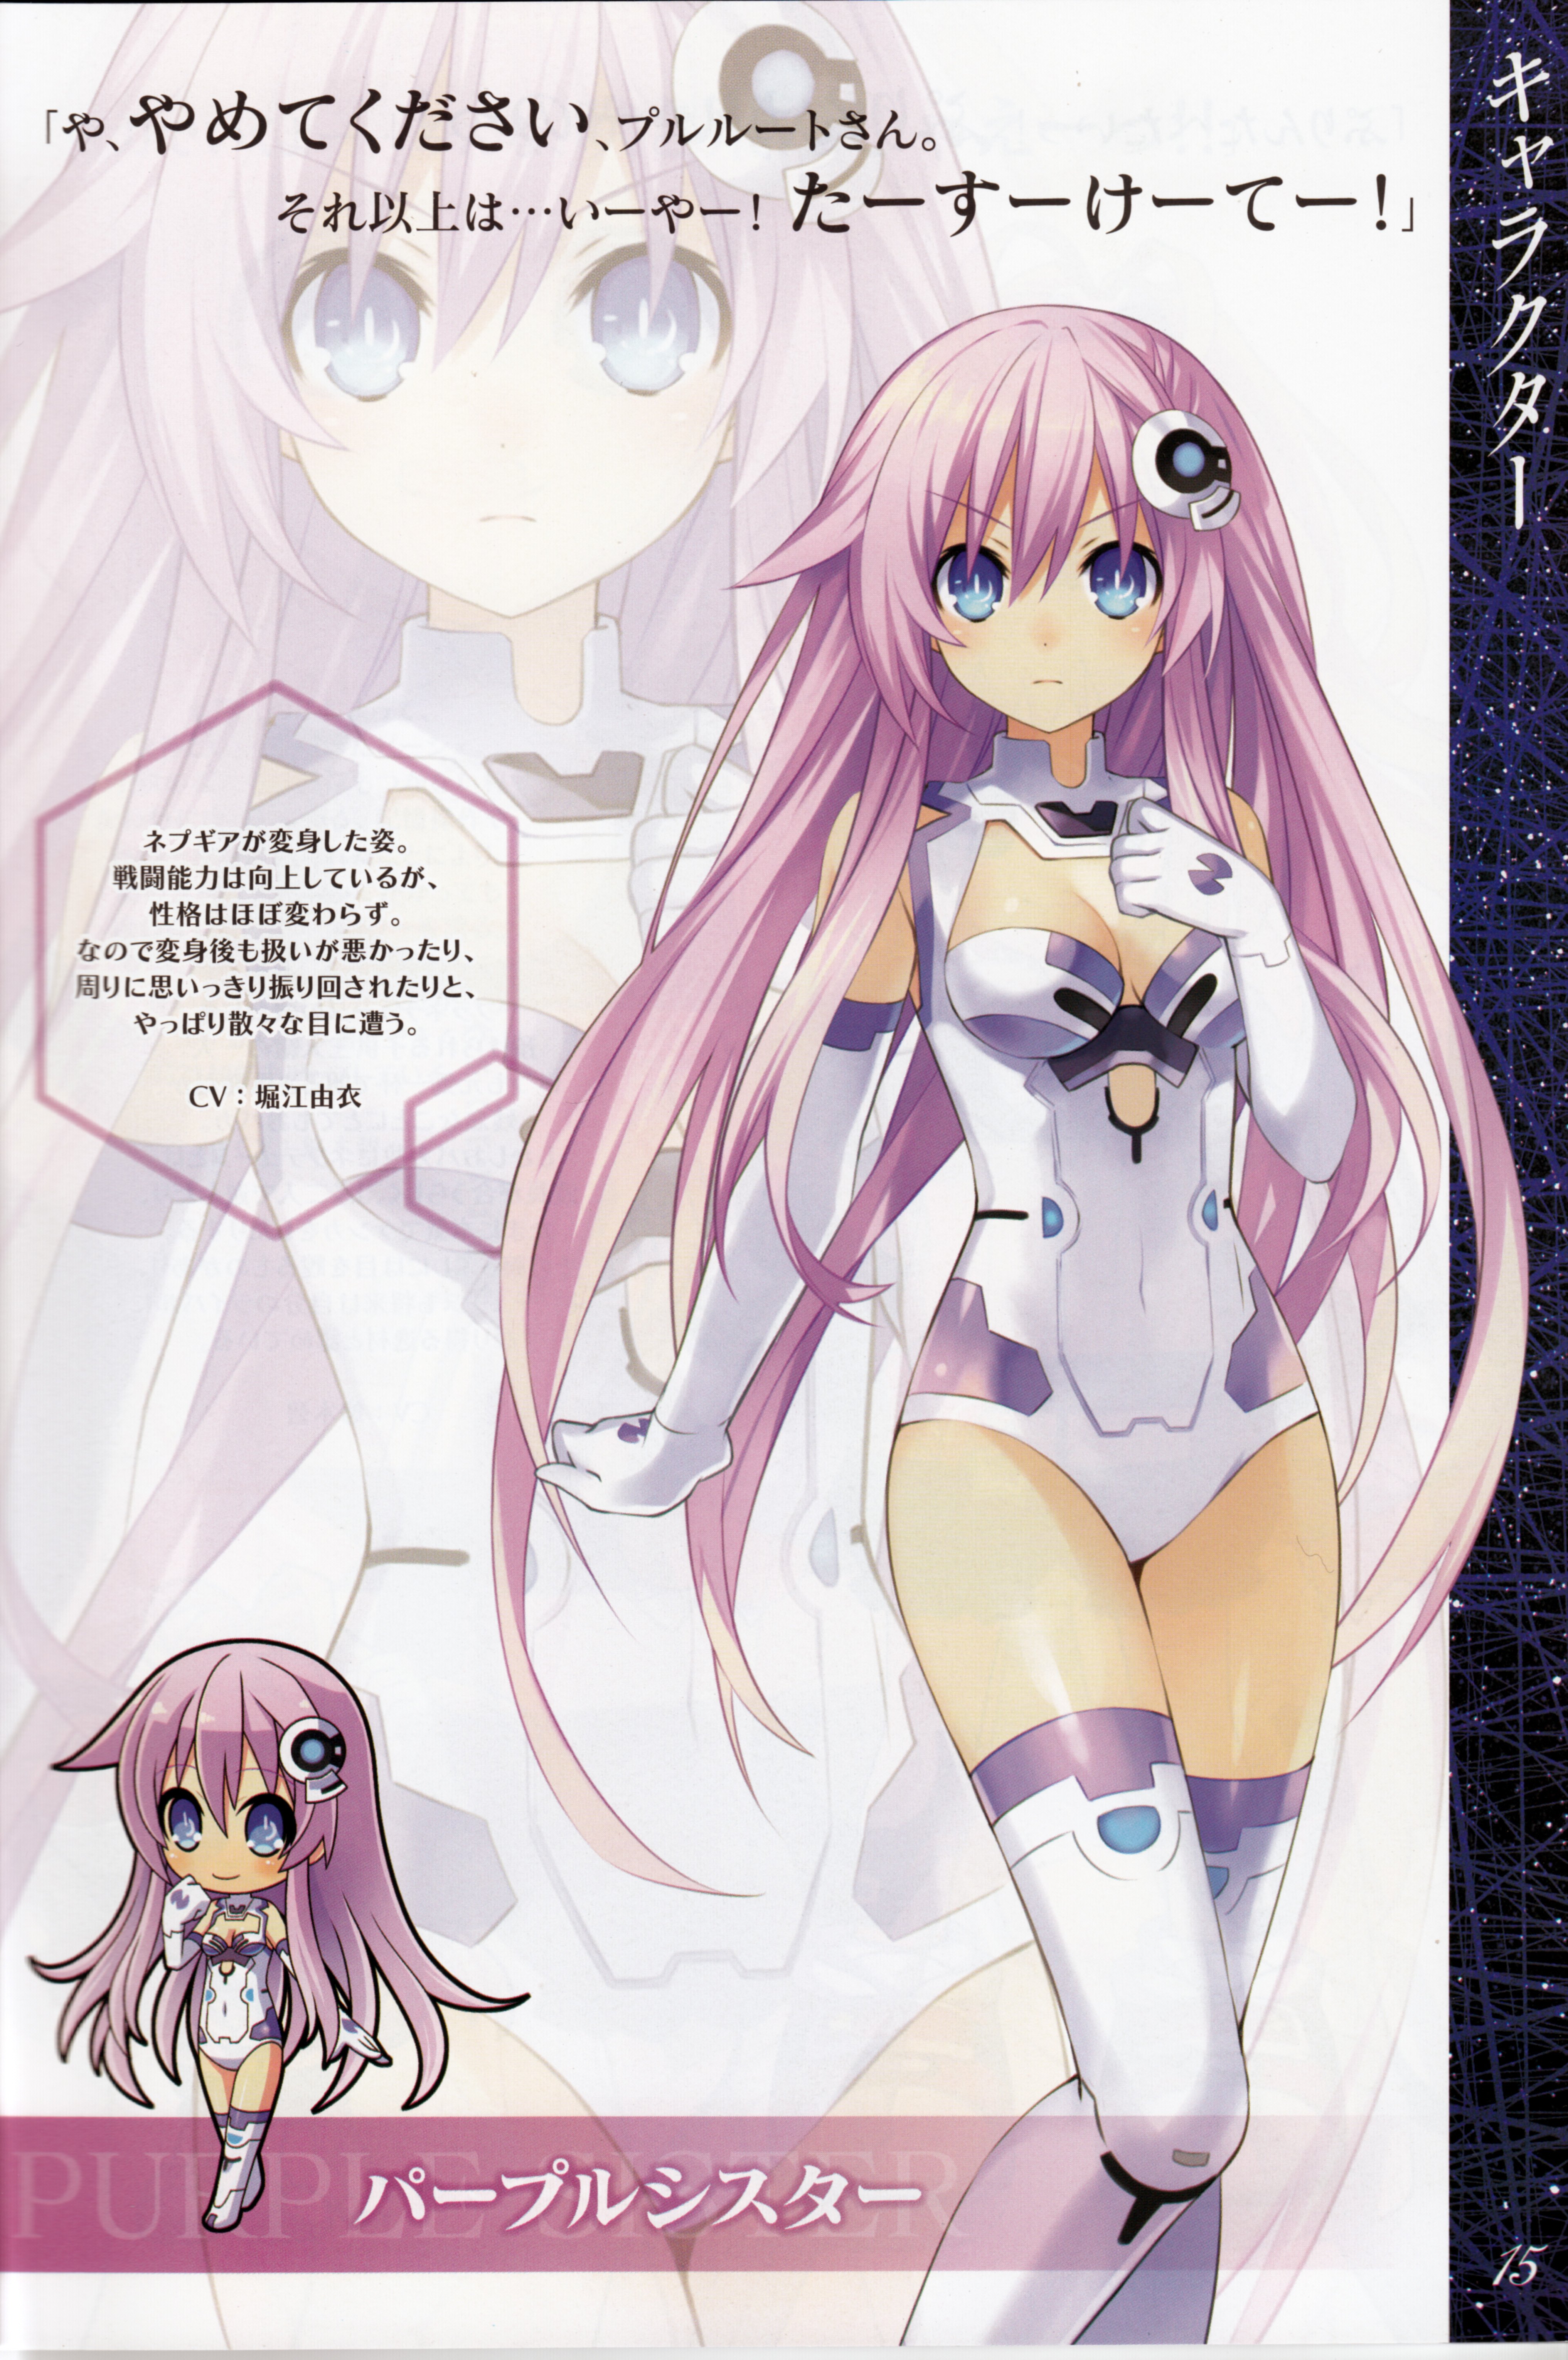 キャラクター
「や、やめてください、プルルートさん。
それ以上は…いーやー！たーすーけーてー！」
ネプギアが変身した姿。
戦闘能力は向上しているが、
性格はほぼ変わらず。
なので変身後も扱いが悪かったり、
周りに思いっきり振り回されたりと、
やっぱり散々な目に遭う。
CV：堀江由衣
PURPLE SISTER
パープルシスター
15